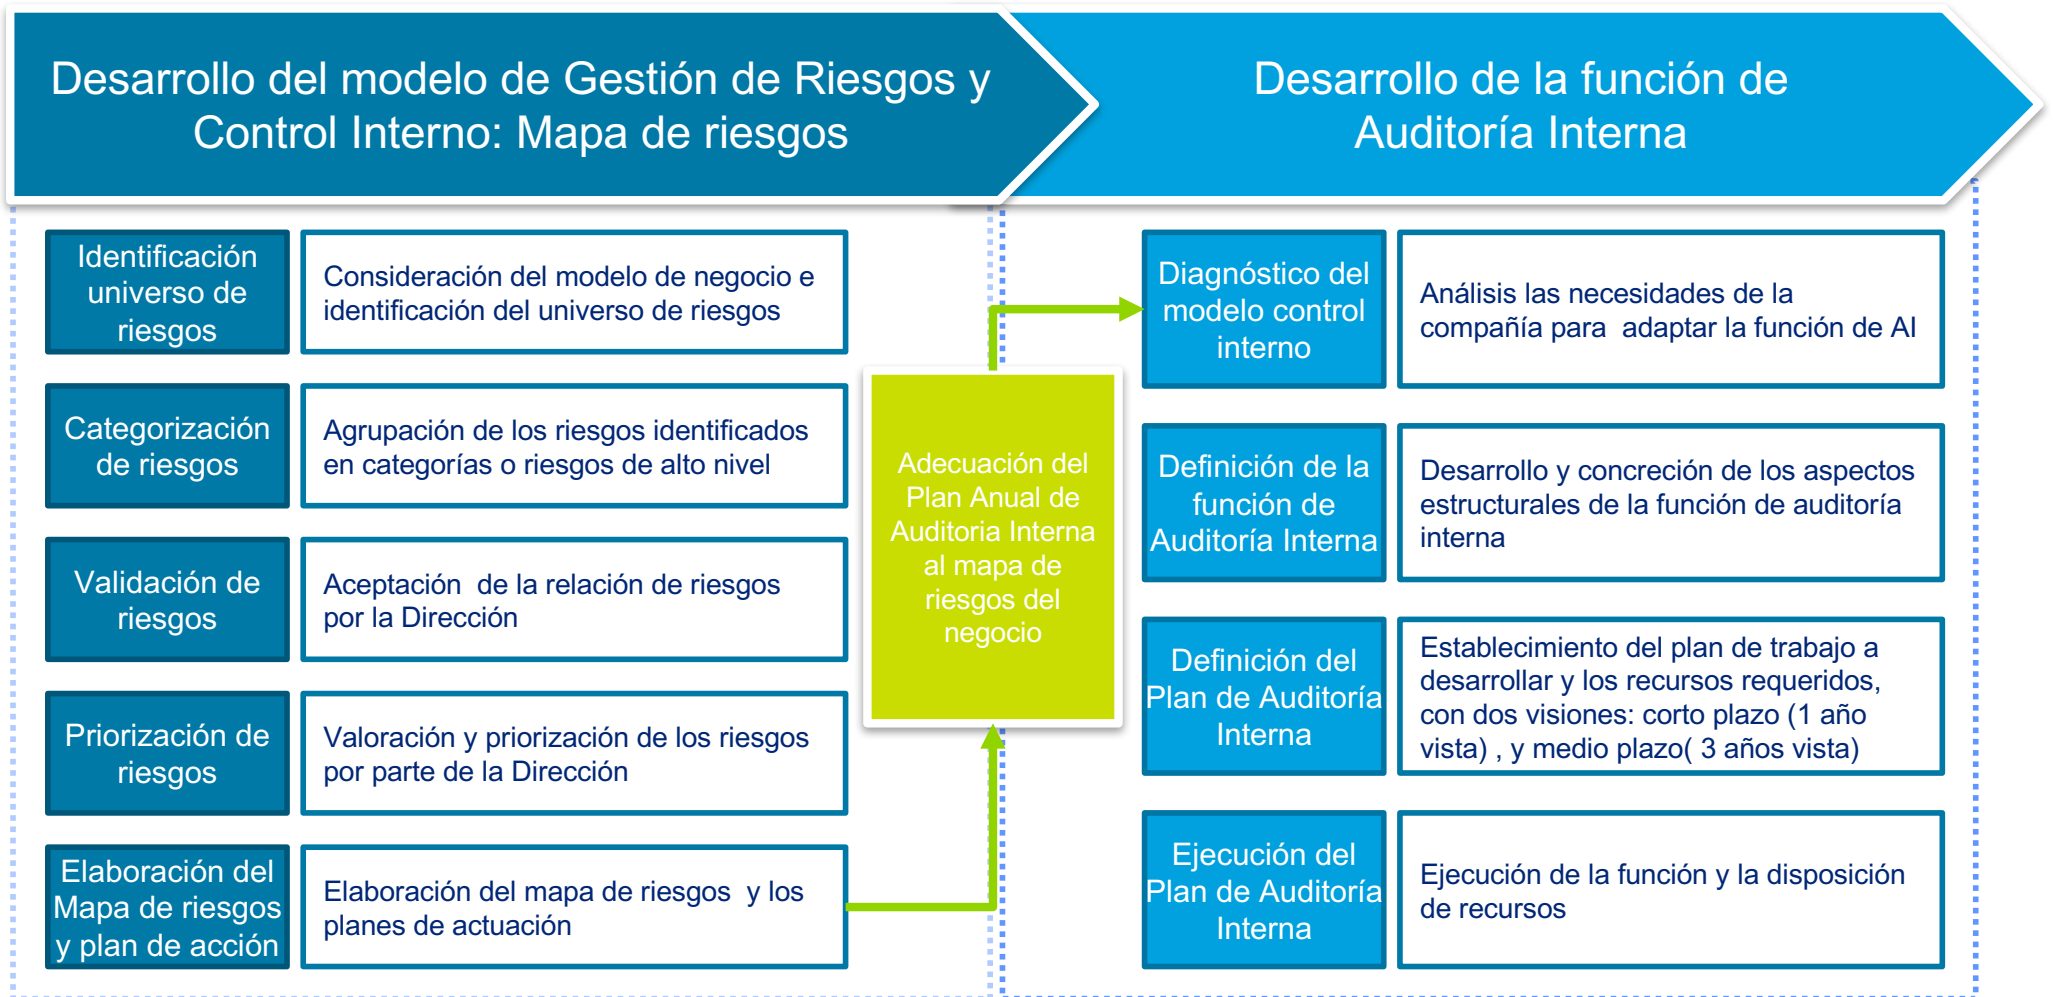 Desarrollo del modelo de Gestión de Riesgos y
Control Interno: Mapa de riesgos
Desarrollo de la función de
Auditoría Interna
Identificación
universo de
riesgos
Consideración del modelo de negocio e
identificación del universo de riesgos
Categorización
de riesgos
Agrupación de los riesgos identificados
en categorías o riesgos de alto nivel
Validación de
riesgos
Aceptación  de la relación de riesgos
por la Dirección
Priorización de
riesgos
Valoración y priorización de los riesgos
por parte de la Dirección
Elaboración del
Mapa de riesgos
y plan de acción
Elaboración del mapa de riesgos  y los
planes de actuación
Adecuación del
Plan Anual de
Auditoria Interna
al mapa de
riesgos del
negocio
Diagnóstico del
modelo control
interno
Análisis las necesidades de la
compañía para  adaptar la función de AI
Definición de la
función de
Auditoría Interna
Desarrollo y concreción de los aspectos
estructurales de la función de auditoría
interna
Definición del
Plan de Auditoría
Interna
Establecimiento del plan de trabajo a
desarrollar y los recursos requeridos,
con dos visiones: corto plazo (1 año
vista) , y medio plazo( 3 años vista)
Ejecución del
Plan de Auditoría
Interna
Ejecución de la función y la disposición
de recursos